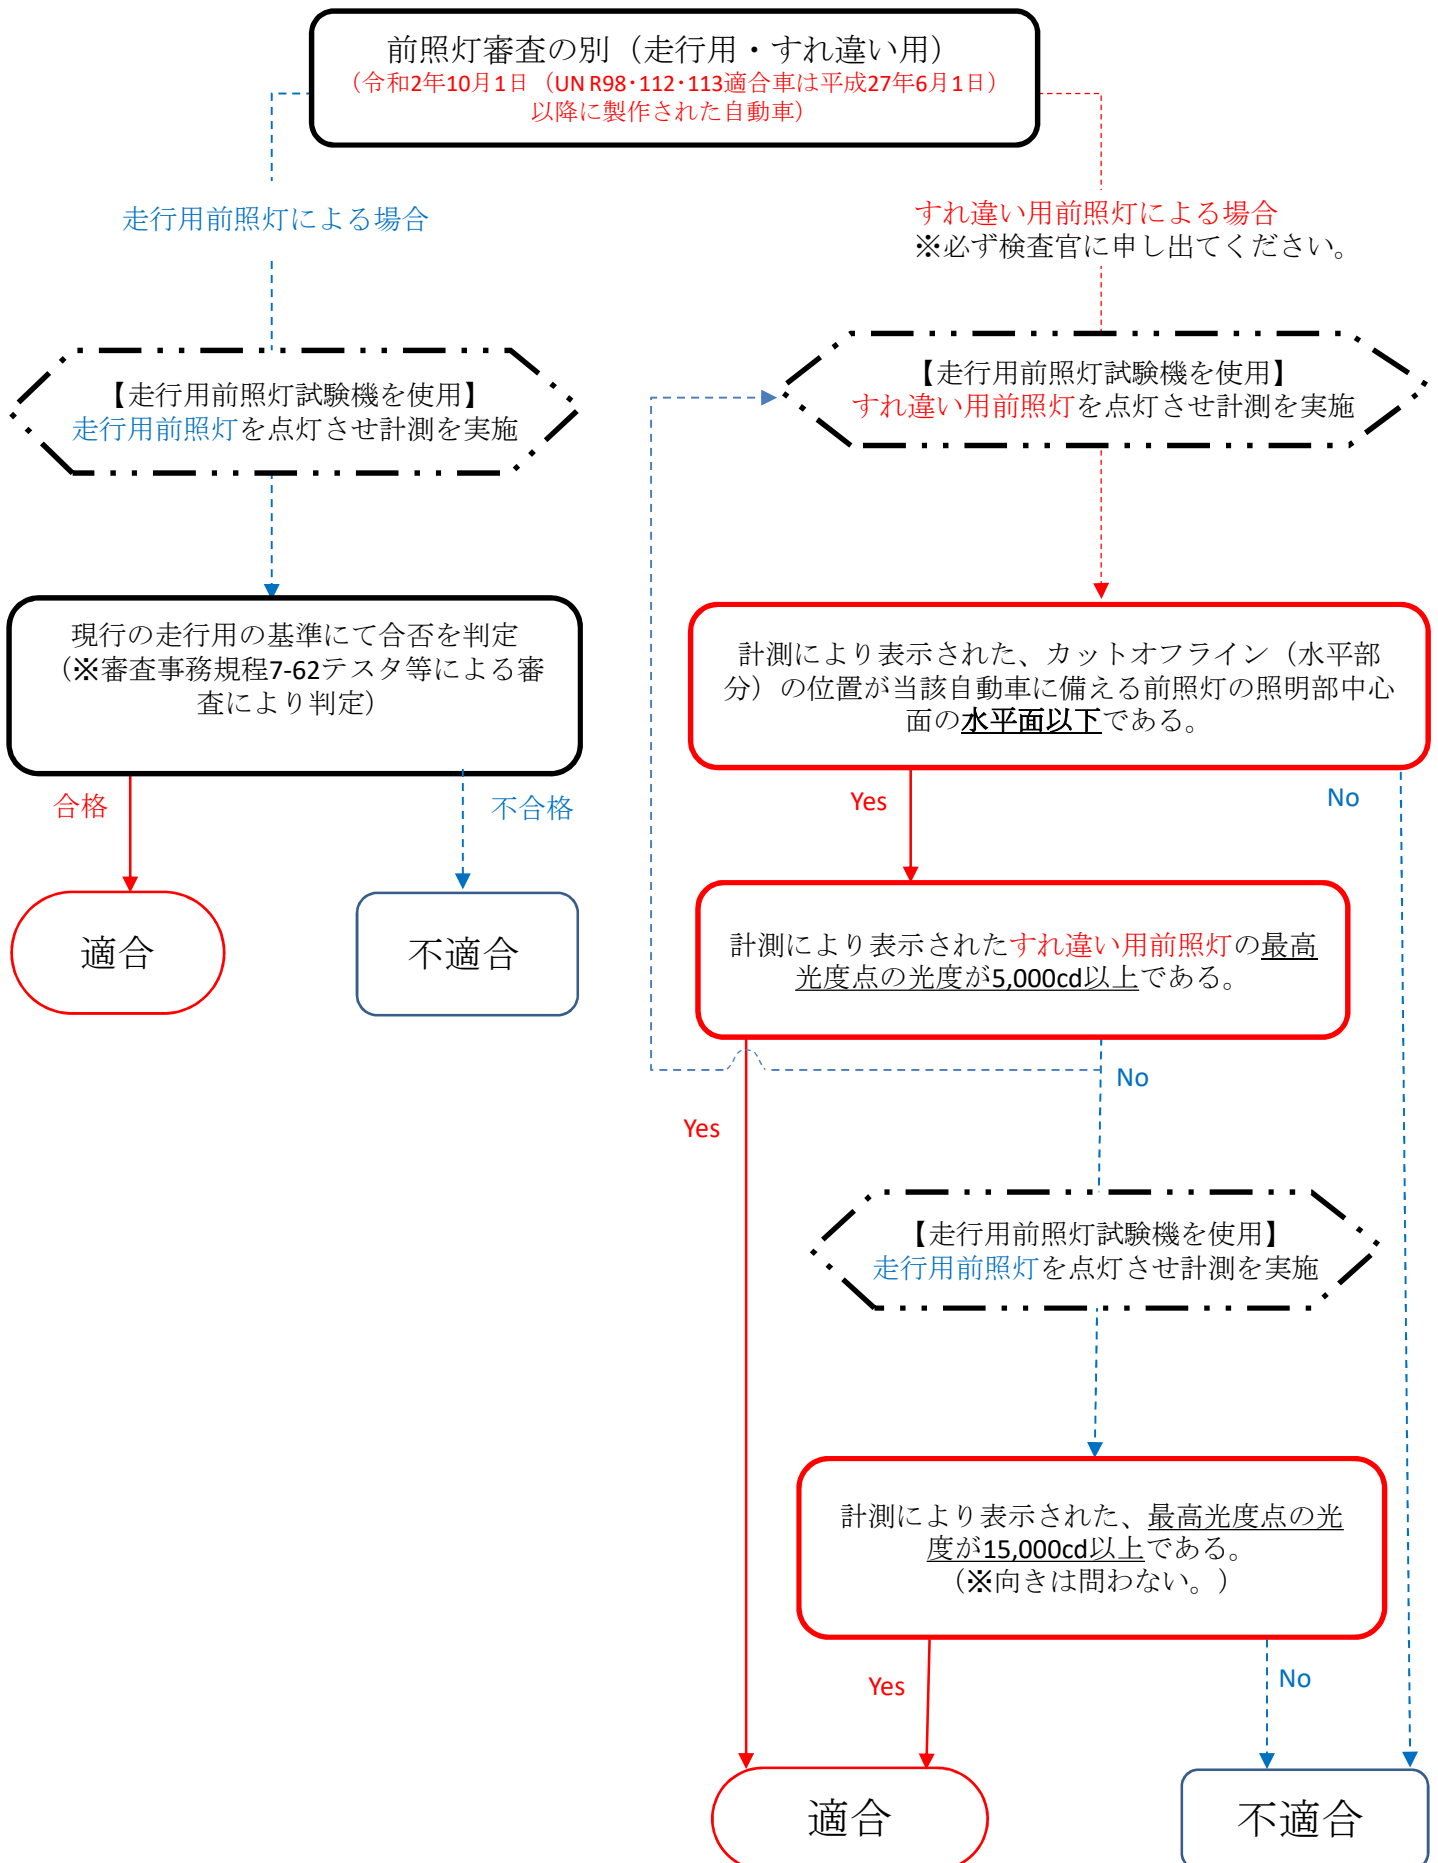 前照灯審査の別（走行用・すれ違い用）
（令和2年10月1日（UN R98・112・113適合車は平成27年6月1日）
以降に製作された自動車）
走行用前照灯による場合
すれ違い用前照灯による場合
※必ず検査官に申し出てください。
【走行用前照灯試験機を使用】
走行用前照灯を点灯させ計測を実施
【走行用前照灯試験機を使用】
すれ違い用前照灯を点灯させ計測を実施
現行の走行用の基準にて合否を判定
（※審査事務規程7-62テスタ等による審
査により判定）
計測により表示された、カットオフライン（水平部
分）の位置が当該自動車に備える前照灯の照明部中心
面の水平面以下である。
合格
不合格
Yes
No
適合
不適合
計測により表示されたすれ違い用前照灯の最高
光度点の光度が5,000cd以上である。
No
Yes
【走行用前照灯試験機を使用】
走行用前照灯を点灯させ計測を実施
計測により表示された、最高光度点の光
度が15,000cd以上である。
（※向きは問わない。）
Yes
No
適合
不適合